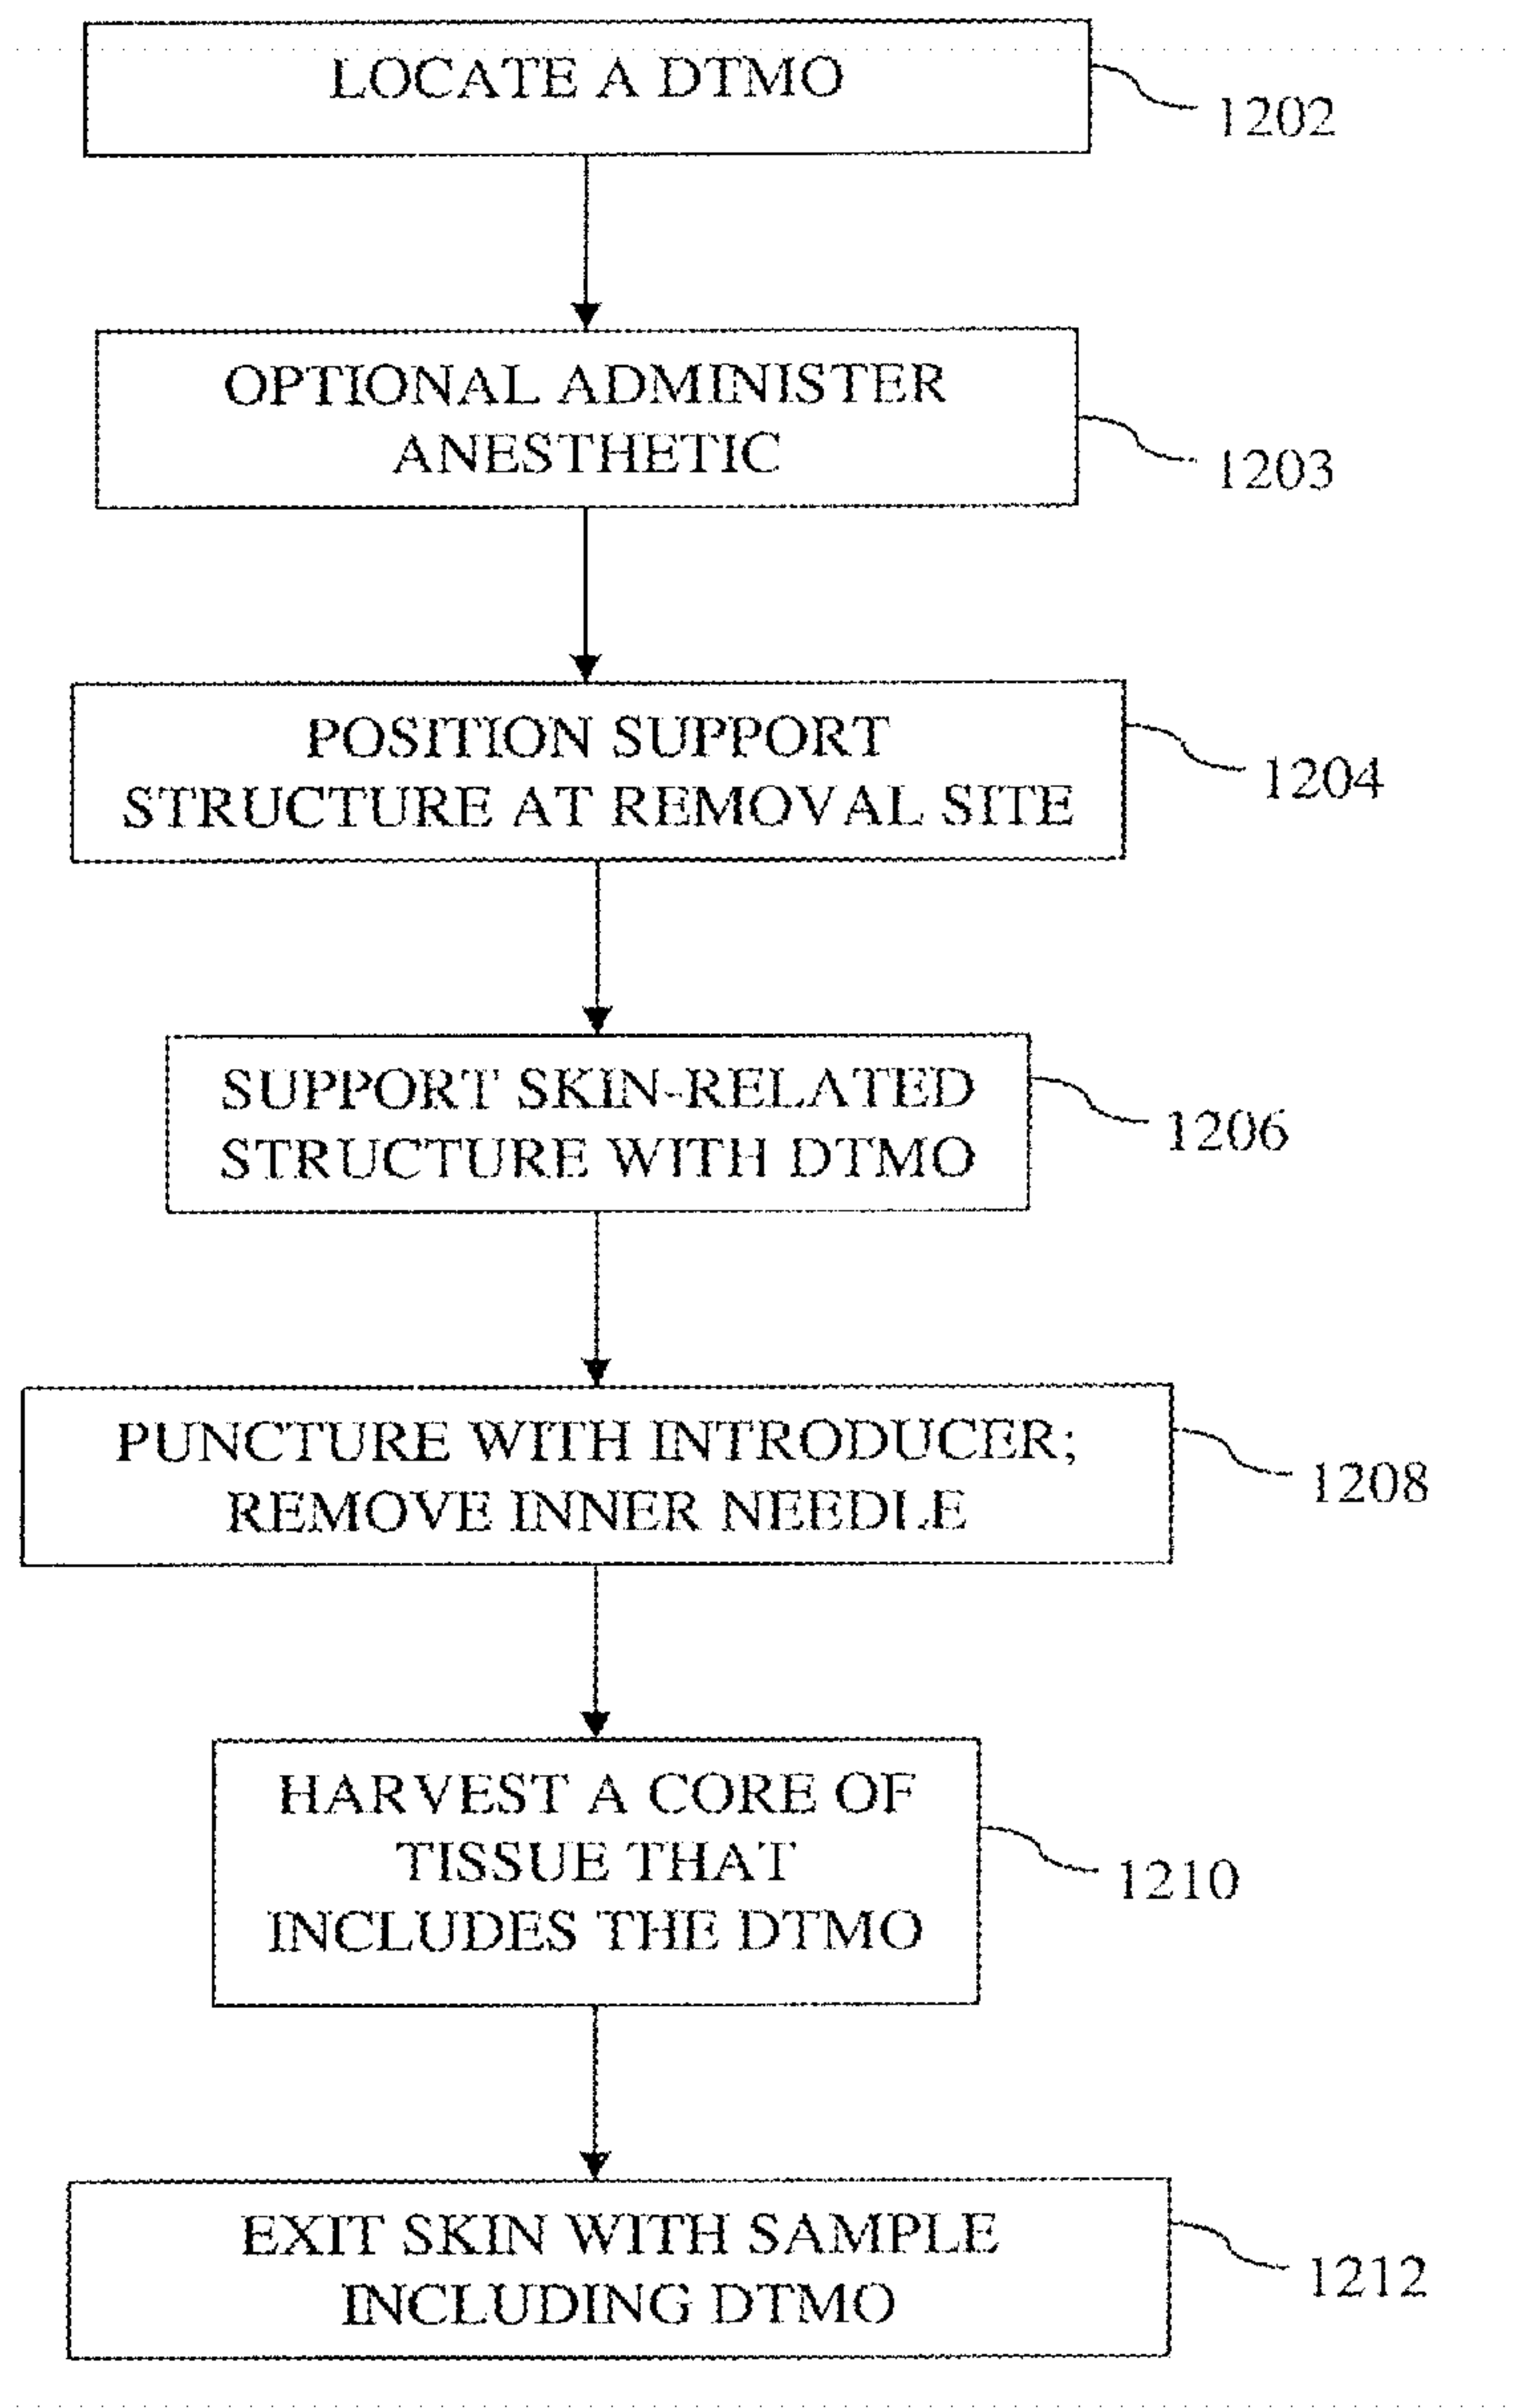 LOCATE A DTMO
1202
OPTIONAL ADMINISTER
ANESTHETIC
1203
POSITION SUPPORT
STRUCTURE AT REMOVAL SITE
1204
SUPPORT SKIN-RELATED
STRUCTURE WITH DTMO
1206
PUNCTURE WITH INTRODUCER;
REMOVE INNER NEEDLE
1208
HARVEST A CORE OF
TISSUE THAT
INCLUDES THE DTMO
1210
EXIT SKIN WITH SAMPLE
INCLUDING DTMO
1212